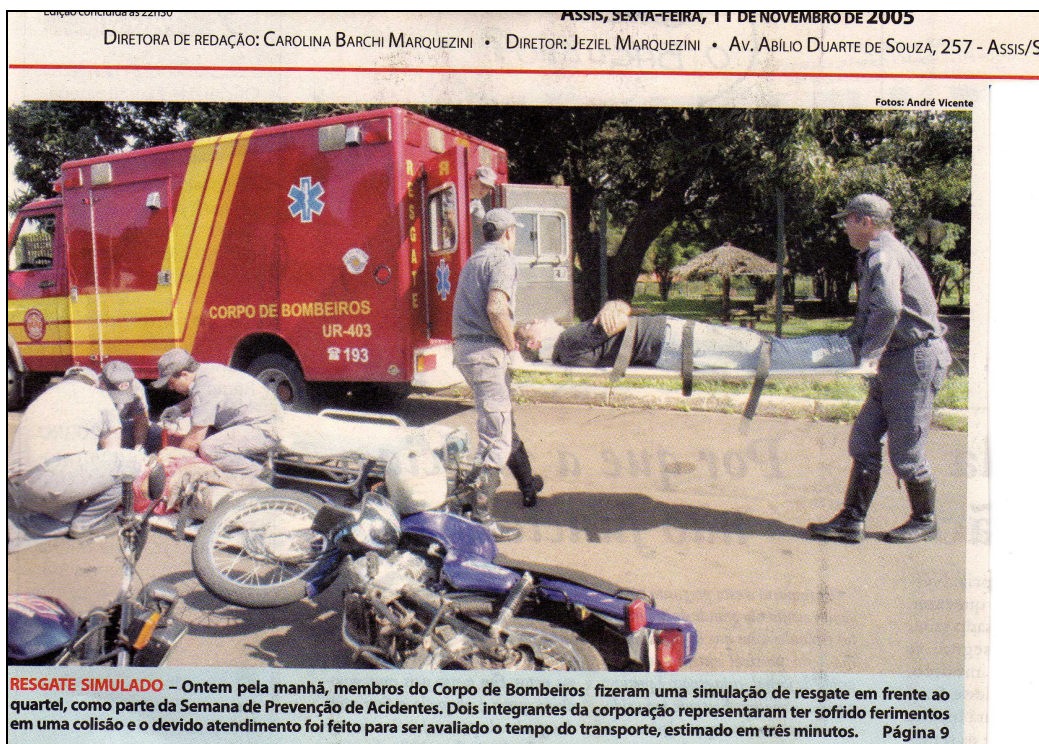 Edição concluída às 22h30
ASSIS, SEXTA-FEIRA, 11 DE NOVEMBRO DE 2005
DIRETORA DE REDAÇÃO: CAROLINA BARCHI MARQUEZINI • DIRETOR: JEZIEL MARQUEZINI • AV. ABÍLIO DUARTE DE SOUZA, 257 - ASSIS/S
Fotos: André Vicente
RESGATE
CORPO DE BOMBEIROS
UR-403
193
RESGATE SIMULADO – Ontem pela manhã, membros do Corpo de Bombeiros fizeram uma simulação de resgate em frente ao
quartel, como parte da Semana de Prevenção de Acidentes. Dois integrantes da corporação representaram ter sofrido ferimentos
em uma colisão e o devido atendimento foi feito para ser avaliado o tempo do transporte, estimado em três minutos. Página 9